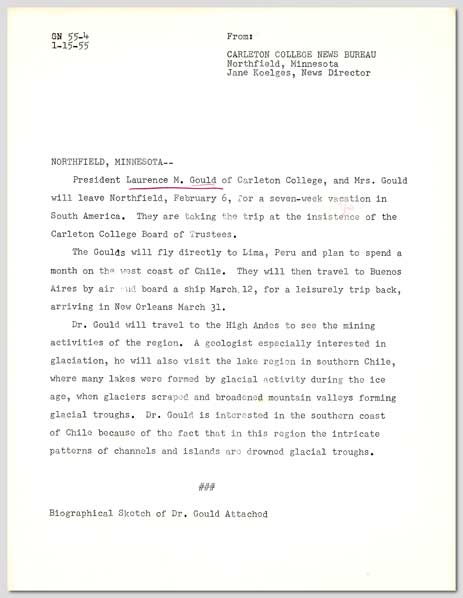 GN 55-4
1-15-55
From:
CARLETON COLLEGE NEWS BUREAU
Northfield, Minnesota
Jane Koelges, News Director
NORTHFIELD, MINNESOTA--
President Laurence M. Gould of Carleton College, and Mrs. Gould
will leave Northfield, February 6, for a seven-week vacation in
South America. They are taking the trip at the insistence of the
Carleton College Board of Trustees.
The Goulds will fly directly to Lima, Peru and plan to spend a
month on the west coast of Chile. They will then travel to Buenos
Aires by air and board a ship March 12, for a leisurely trip back,
arriving in New Orleans March 31.
Dr. Gould will travel to the High Andes to see the mining
activities of the region. A geologist especially interested in
glaciation, he will also visit the lake region in southern Chile,
where many lakes were formed by glacial activity during the ice
age, when glaciers scraped and broadened mountain valleys forming
glacial troughs. Dr. Gould is interested in the southern coast
of Chile because of the fact that in this region the intricate
patterns of channels and islands are drowned glacial troughs.
###
Biographical Sketch of Dr. Gould Attached